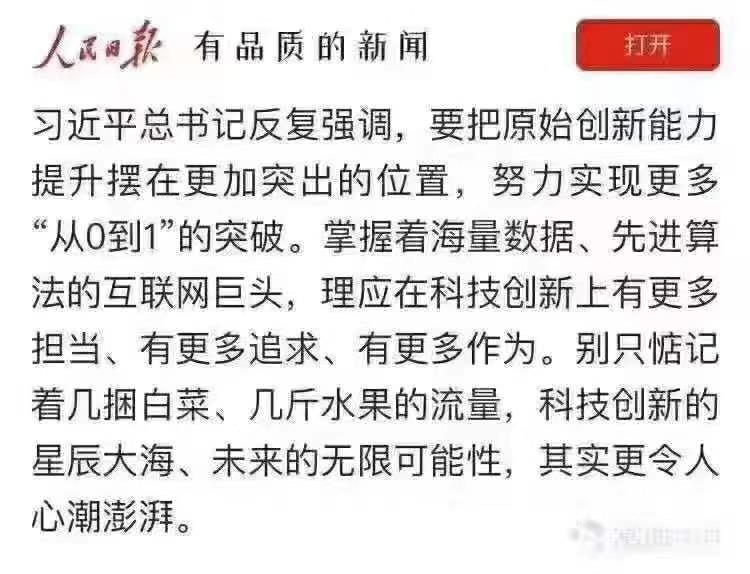 人民日报 有品质的新闻 打开
习近平总书记反复强调，要把原始创新能力
提升摆在更加突出的位置，努力实现更多
“从0到1”的突破。掌握着海量数据、先进算
法的互联网巨头，理应在科技创新上有更多
担当、有更多追求、有更多作为。别只惦记
着几捆白菜、几斤水果的流量，科技创新的
星辰大海、未来的无限可能性，其实更令人
心潮澎湃。